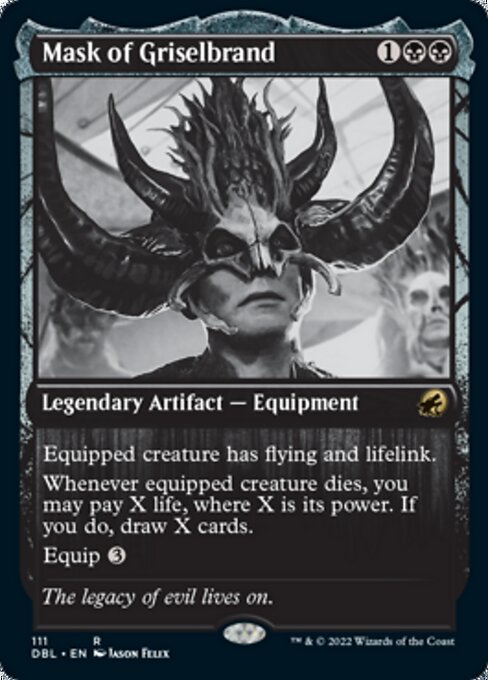 Mask of Griselbrand 1
Legendary Artifact — Equipment
Equipped creature has flying and lifelink.
Whenever equipped creature dies, you
may pay X life, where X is its power. If
you do, draw X cards.
Equip 3
The legacy of evil lives on.
111 R
DBL • EN Jason Felix
™ & © 2022 Wizards of the Coast